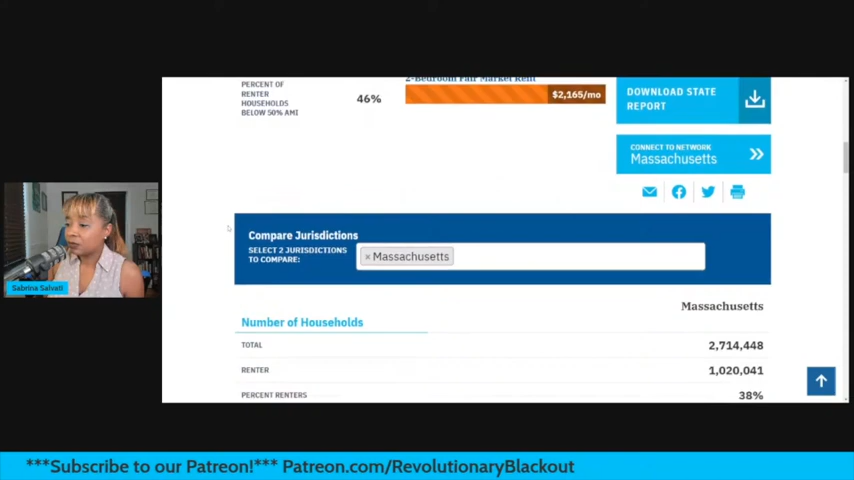 2-Bedroom Fair Market Rent
PERCENT OF
RENTER
HOUSEHOLDS
BELOW 50% AMI
46%
$2,165/mo
DOWNLOAD STATE
REPORT
CONNECT TO NETWORK
Massachusetts
Compare Jurisdictions
SELECT 2 JURISDICTIONS
TO COMPARE:
×Massachusetts
Massachusetts
Number of Households
TOTAL 2,714,448
RENTER 1,020,041
PERCENT RENTERS 38%
Sabrina Salvati
***Subscribe to our Patreon!*** Patreon.com/RevolutionaryBlackout